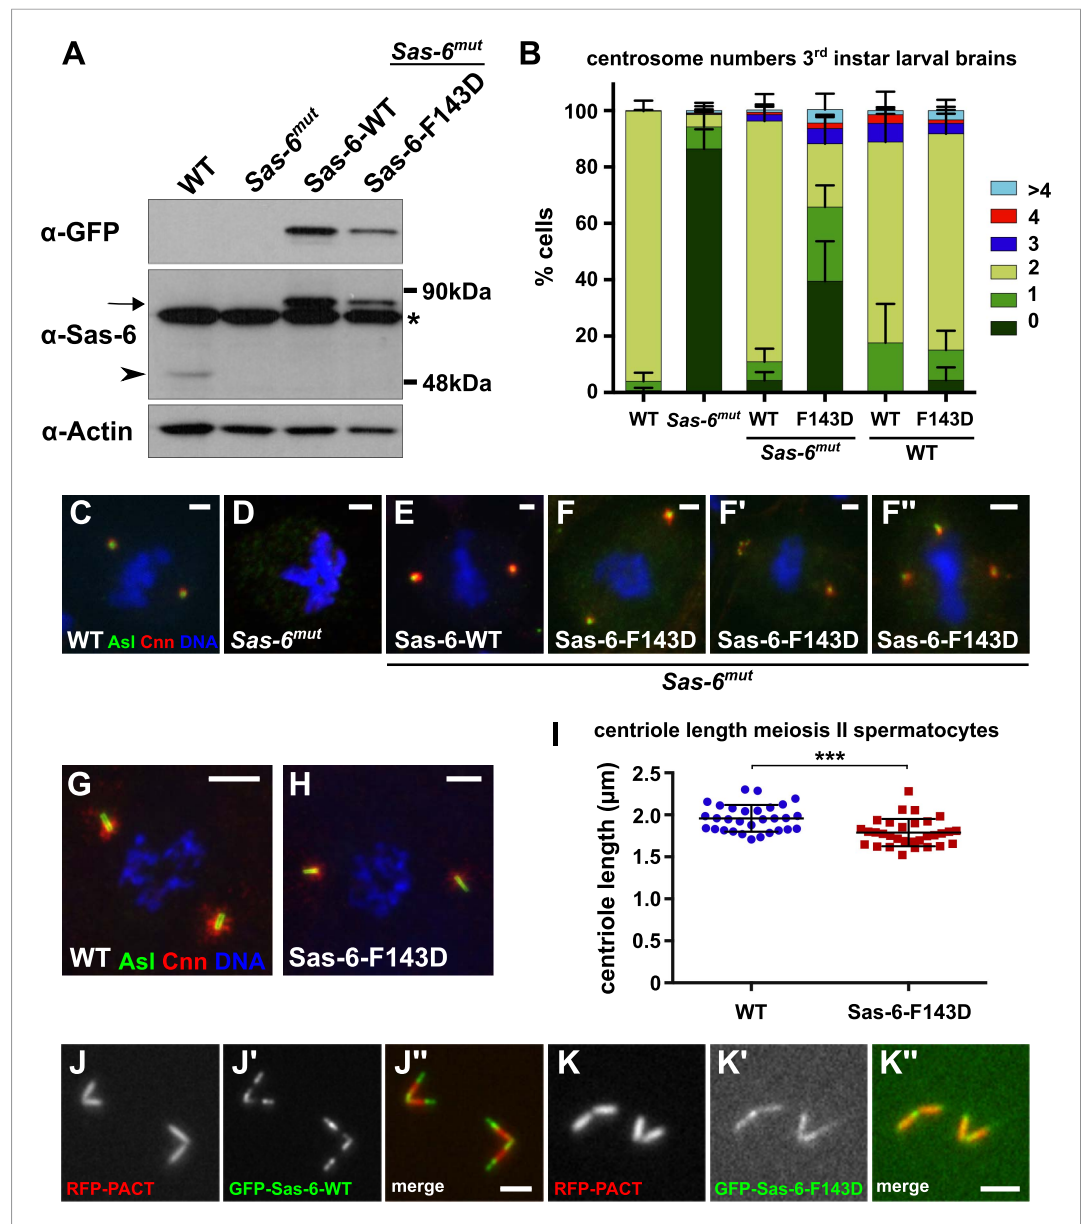 A
Sas-6mut
WT
Sas-6mut
Sas-6-WT
Sas-6-F143D
α-GFP
α-Sas-6
α-Actin
90kDa
*
48kDa
B
centrosome numbers 3rd instar larval brains
% cells
100
80
60
40
20
0
>4
4
3
2
1
0
WT Sas-6mut WT F143D WT F143D
Sas-6mut WT
C
WT Asl Cnn DNA
D
Sas-6mut
E
Sas-6-WT
F
Sas-6-F143D
F'
Sas-6-F143D
F''
Sas-6-F143D
Sas-6mut
G
WT Asl Cnn DNA
H
Sas-6-F143D
I
centriole length meiosis II spermatocytes
***
centriole length (µm)
2.5
2.0
1.5
1.0
0.5
0
WT Sas-6-F143D
J
RFP-PACT
J'
GFP-Sas-6-WT
J''
merge
K
RFP-PACT
K'
GFP-Sas-6-F143D
K''
merge